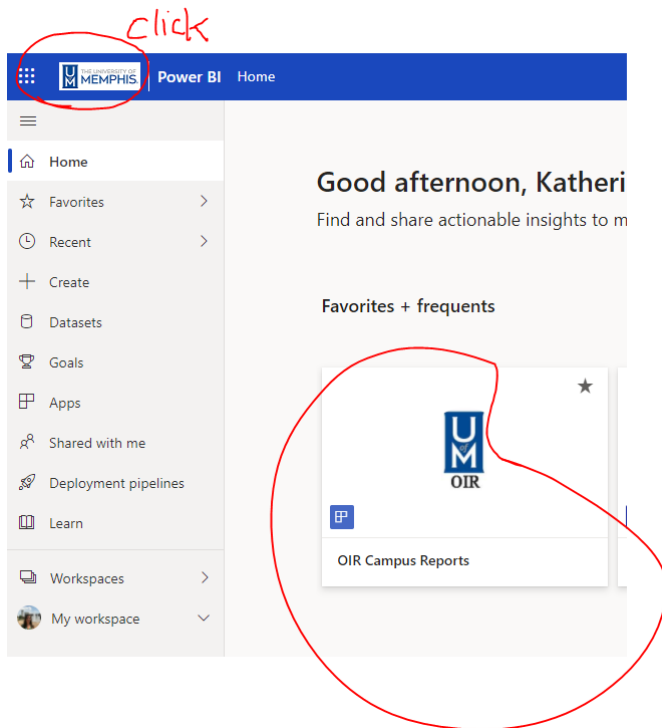 click
THE UNIVERSITY OF
UM MEMPHIS.
Power BI Home
Home
Good afternoon, Katheri
Favorites
Find and share actionable insights to m
Recent
Create
Favorites + frequents
Datasets
Goals
Apps
UofM
OIR
Shared with me
Deployment pipelines
Learn
OIR Campus Reports
Workspaces
My workspace